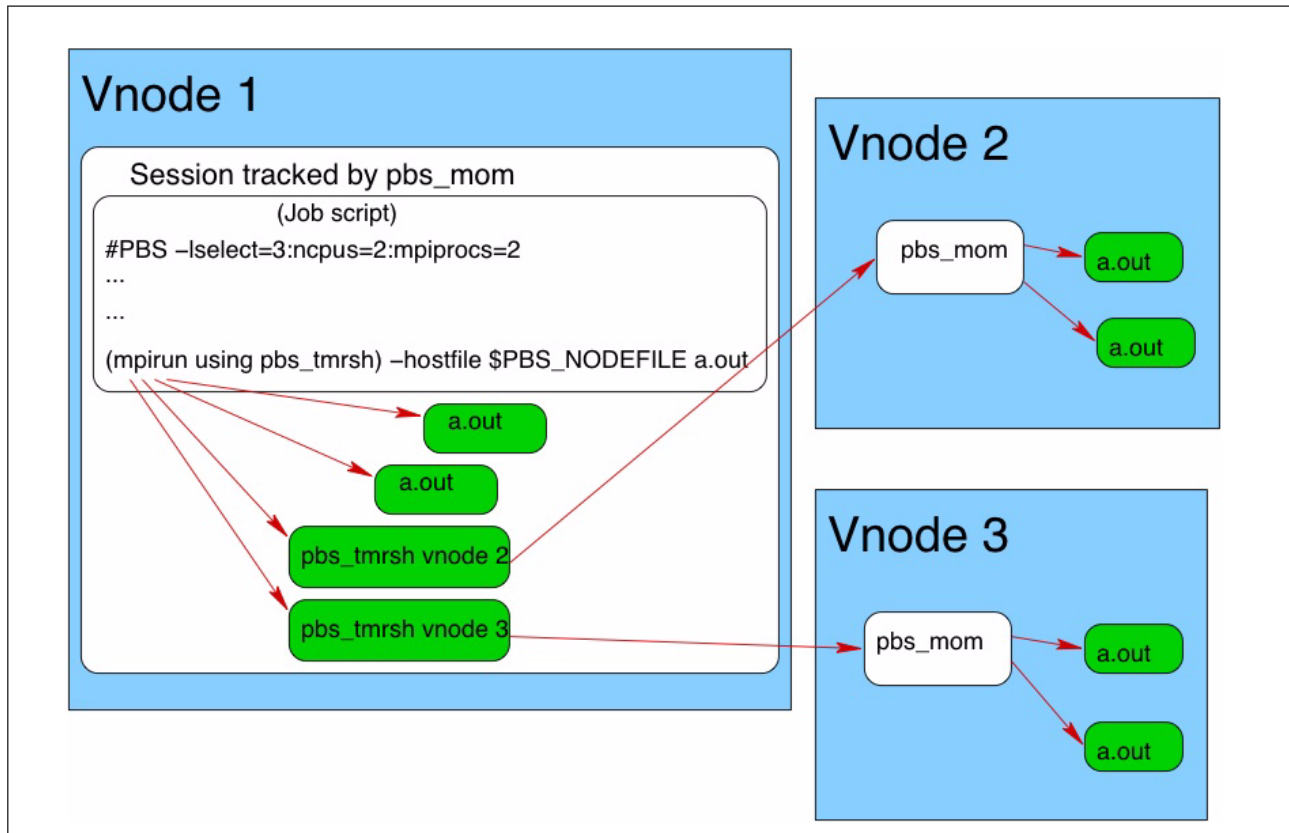 Vnode 1
Session tracked by pbs_mom
(Job script)
#PBS –lselect=3:ncpus=2:mpiprocs=2
...
...
(mpirun using pbs_tmrsh) –hostfile $PBS_NODEFILE a.out
a.out
a.out
pbs_tmrsh vnode 2
pbs_tmrsh vnode 3
Vnode 2
pbs_mom
a.out
a.out
Vnode 3
pbs_mom
a.out
a.out